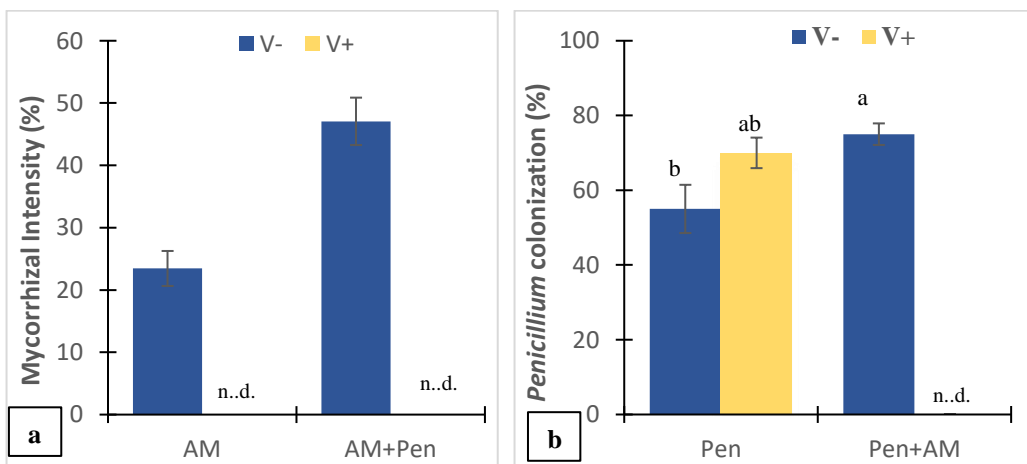 V- V+
Mycorrhizal Intensity (%)
60
50
40
30
20
10
0
n..d.
n..d.
AM AM+Pen
a
V- V+
Penicillium colonization (%)
100
80
60
40
20
0
b
ab
a
n..d.
Pen Pen+AM
b